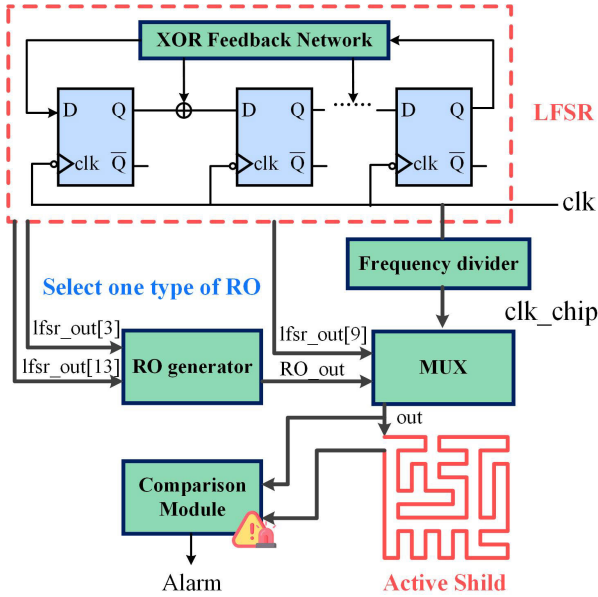 XOR Feedback Network
D Q
D Q
......
D Q
LFSR
clk Q
clk Q
clk Q
clk
Frequency divider
Select one type of RO
clk_chip
lfsr_out[3]
lfsr_out[9]
lfsr_out[13]
RO generator
RO_out
MUX
out
Comparison
Module
Alarm
Active Shild